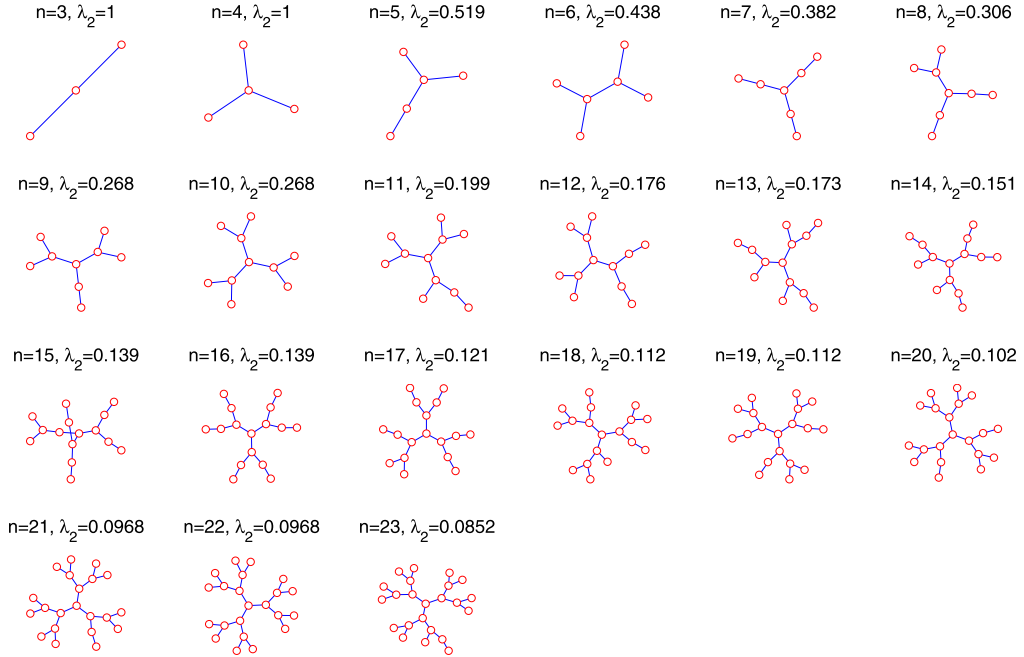 n=3, λ₂=1
n=4, λ₂=1
n=5, λ₂=0.519
n=6, λ₂=0.438
n=7, λ₂=0.382
n=8, λ₂=0.306
n=9, λ₂=0.268
n=10, λ₂=0.268
n=11, λ₂=0.199
n=12, λ₂=0.176
n=13, λ₂=0.173
n=14, λ₂=0.151
n=15, λ₂=0.139
n=16, λ₂=0.139
n=17, λ₂=0.121
n=18, λ₂=0.112
n=19, λ₂=0.112
n=20, λ₂=0.102
n=21, λ₂=0.0968
n=22, λ₂=0.0968
n=23, λ₂=0.0852